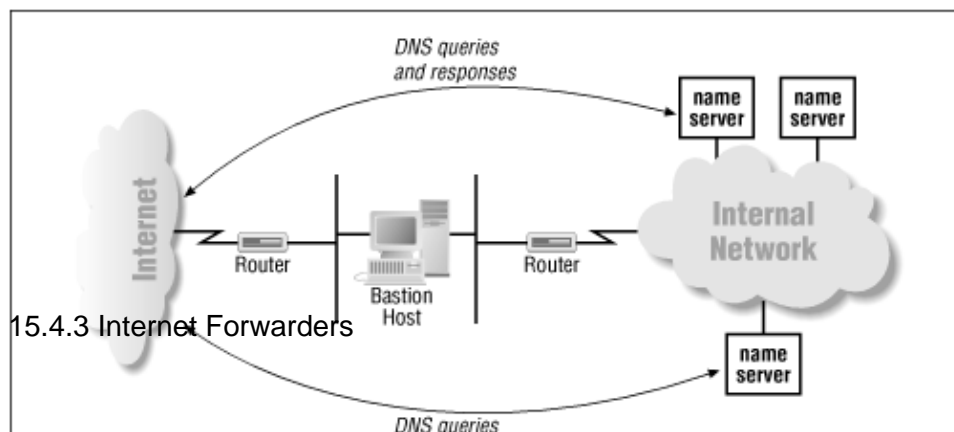 DNS queries
and responses
name
server
name
server
Internet
Internal
Network
Router
Router
Bastion
Host
15.4.3 Internet Forwarders
name
server
DNS queries